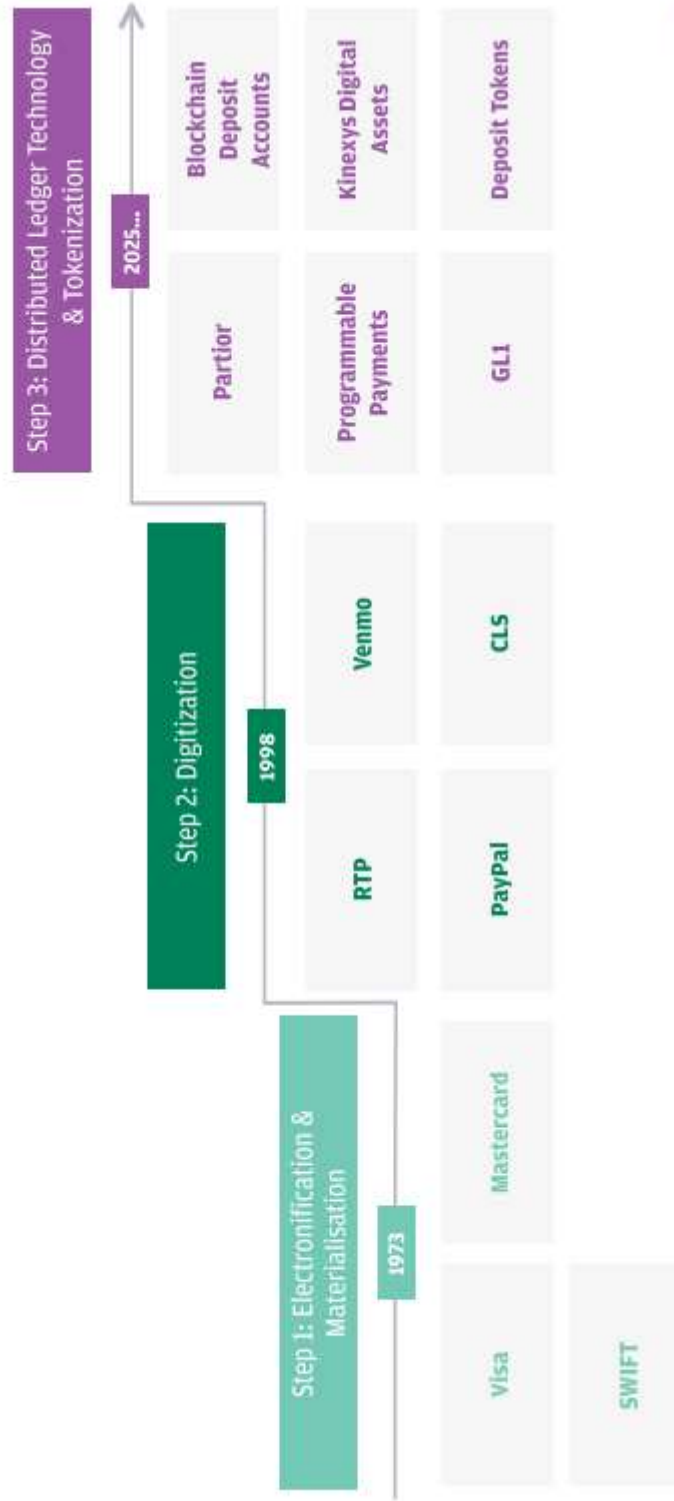 Step 1: Electronification &
Materialisation
1973
Visa
Mastercard
SWIFT
Step 2: Digitization
1998
RTP
Venmo
PayPal
CLS
Step 3: Distributed Ledger Technology
& Tokenization
2025...
Partior
Blockchain
Deposit
Accounts
Programmable
Payments
Kinexys Digital
Assets
GL1
Deposit Tokens